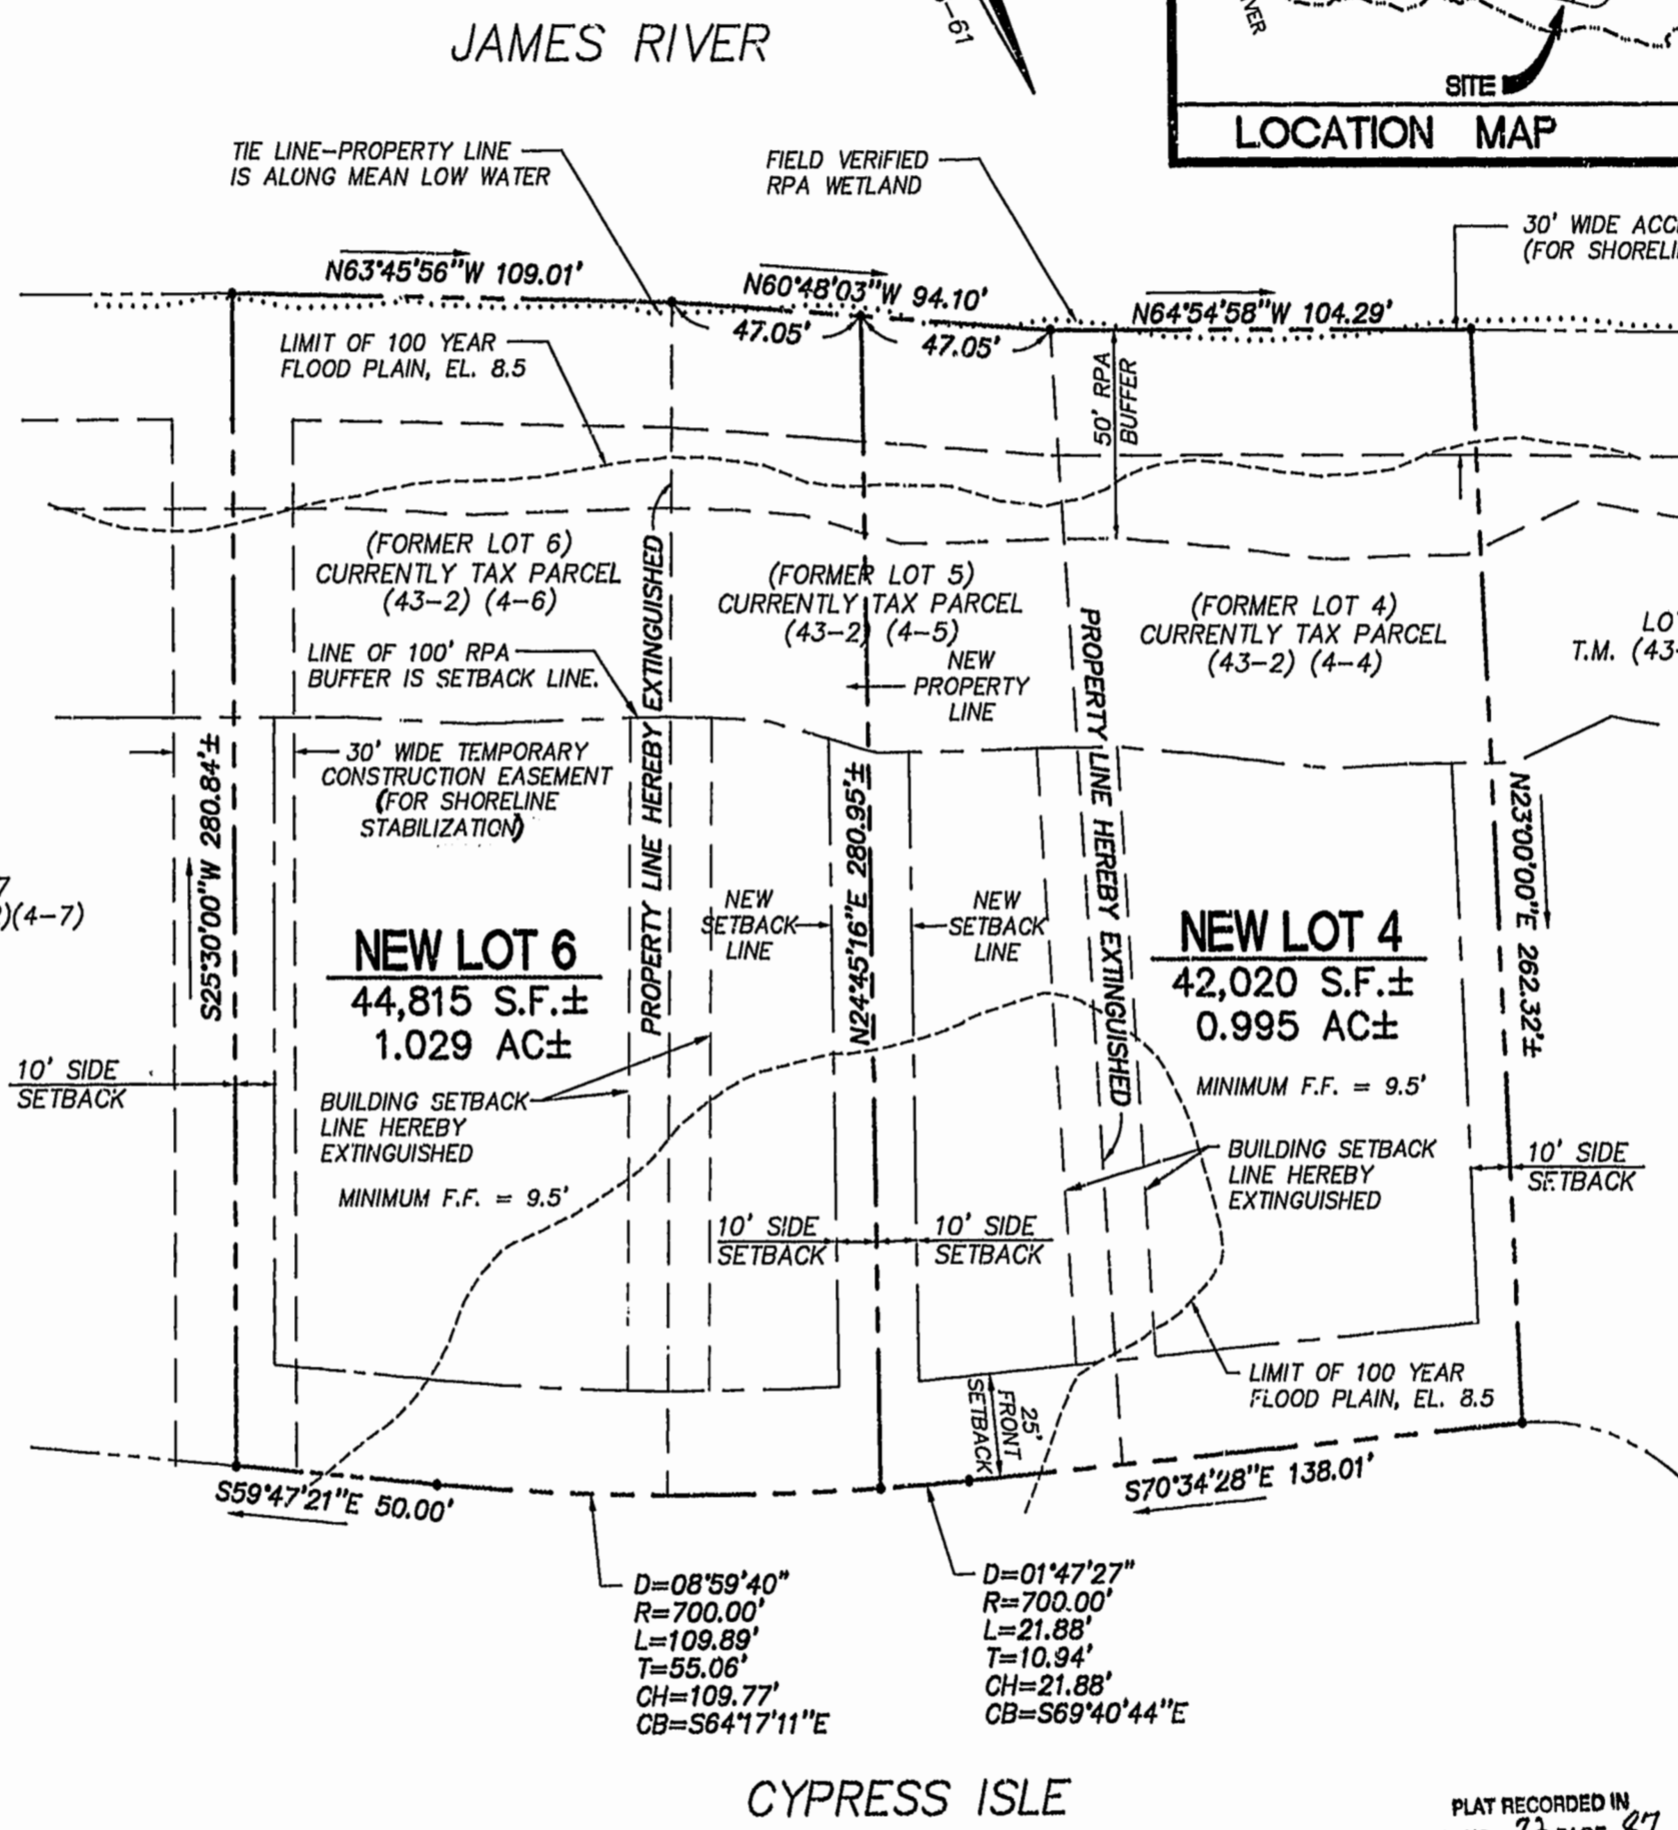 JAMES RIVER
-61
SITE
LOCATION MAP
TIE LINE-PROPERTY LINE
IS ALONG MEAN LOW WATER
FIELD VERIFIED
RPA WETLAND
30' WIDE
N63°45'56"W 109.01'
N60°48'03"W 94.10'
47.05'
47.05'
N64°54'58"W 104.29'
LIMIT OF 100 YEAR
FLOOD PLAIN, EL. 8.5
50' RPA
BUFFER
(FORMER LOT 6)
CURRENTLY TAX PARCEL
(43-2) (4-6)
(FORMER LOT 5)
CURRENTLY TAX PARCEL
(43-2) (4-5)
(FORMER LOT 4)
CURRENTLY TAX PARCEL
(43-2) (4-4)
T.M. (43-
LINE OF 100' RPA
BUFFER IS SETBACK LINE.
NEW
PROPERTY
LINE
PROPERTY LINE HEREBY EXTINGUISHED
PROPERTY LINE HEREBY EXTINGUISHED
30' WIDE TEMPORARY
CONSTRUCTION EASEMENT
(FOR SHORELINE
STABILIZATION)
S25°30'00"W 280.84'±
N24°45'16"E 280.95'±
N23°00'00"E 262.32'±
)(4-7)
NEW
SETBACK
LINE
NEW
SETBACK
LINE
NEW LOT 6
44,815 S.F.±
1.029 AC±
NEW LOT 4
42,020 S.F.±
0.995 AC±
10' SIDE
SETBACK
BUILDING SETBACK
LINE HEREBY
EXTINGUISHED
MINIMUM F.F. = 9.5'
MINIMUM F.F. = 9.5'
BUILDING SETBACK
LINE HEREBY
EXTINGUISHED
10' SIDE
SETBACK
10' SIDE
SETBACK
10' SIDE
SETBACK
25'
FRONT
SETBACK
LIMIT OF 100 YEAR
FLOOD PLAIN, EL. 8.5
S59°47'21"E 50.00'
S70°34'28"E 138.01'
D=08°59'40"
R=700.00'
L=109.89'
T=55.06'
CH=109.77'
CB=S64°17'11"E
D=01°47'27"
R=700.00'
L=21.88'
T=10.94'
CH=21.88'
CB=S69°40'44"E
CYPRESS ISLE
PLAT RECORDED IN